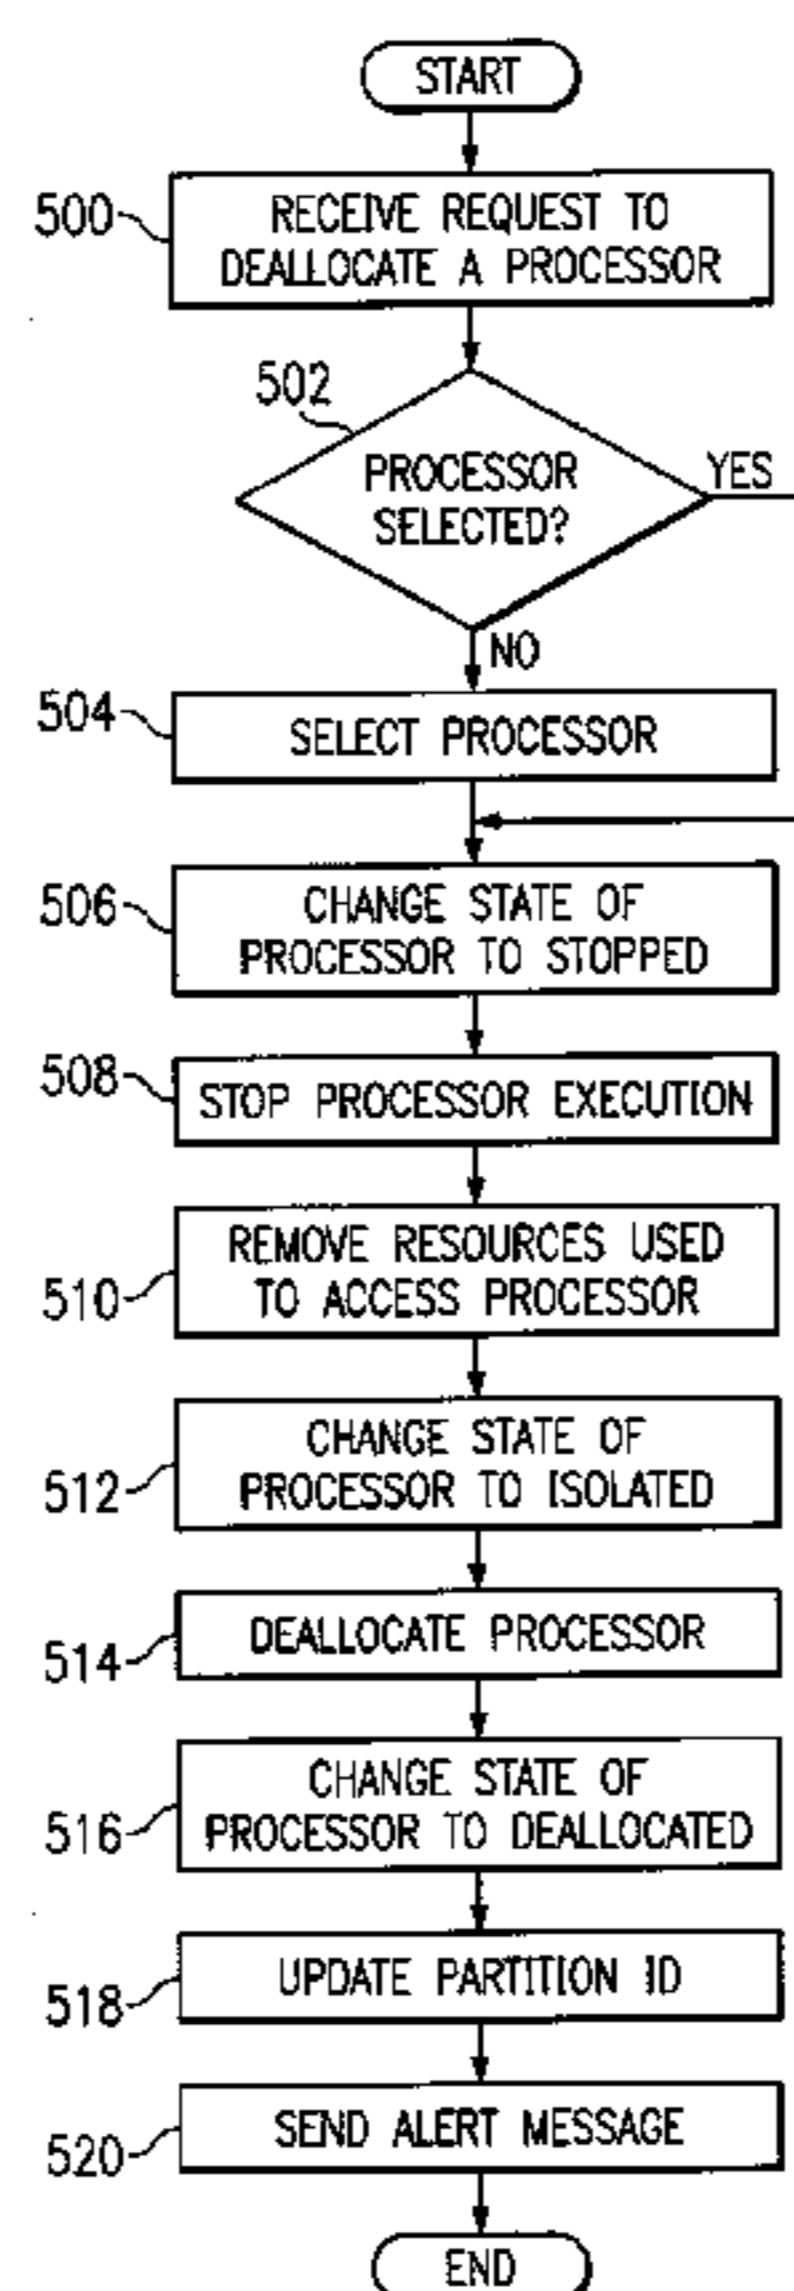 START
500
RECEIVE REQUEST TO
DEALLOCATE A PROCESSOR
502
PROCESSOR
SELECTED?
YES
NO
504
SELECT PROCESSOR
506
CHANGE STATE OF
PROCESSOR TO STOPPED
508
STOP PROCESSOR EXECUTION
510
REMOVE RESOURCES USED
TO ACCESS PROCESSOR
512
CHANGE STATE OF
PROCESSOR TO ISOLATED
514
DEALLOCATE PROCESSOR
516
CHANGE STATE OF
PROCESSOR TO DEALLOCATED
518
UPDATE PARTITION ID
520
SEND ALERT MESSAGE
END